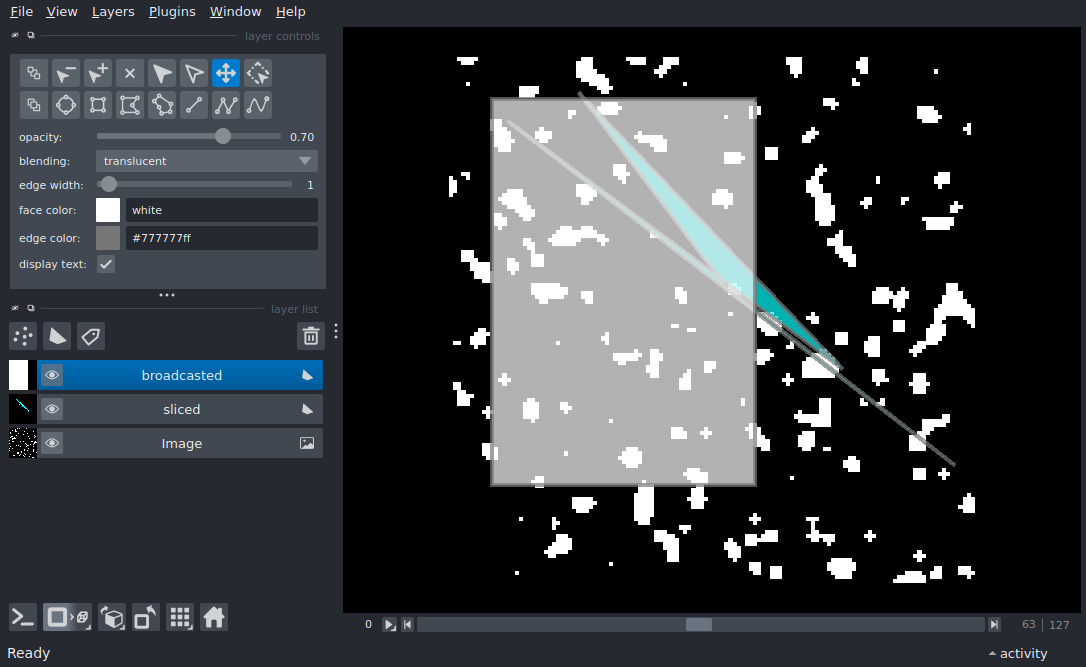 File View Layers Plugins Window Help
layer controls
opacity: 0.70
blending: translucent
edge width: 1
face color: white
edge color: #777777ff
display text:
layer list
broadcasted
sliced
Image
0 63 127
Ready activity